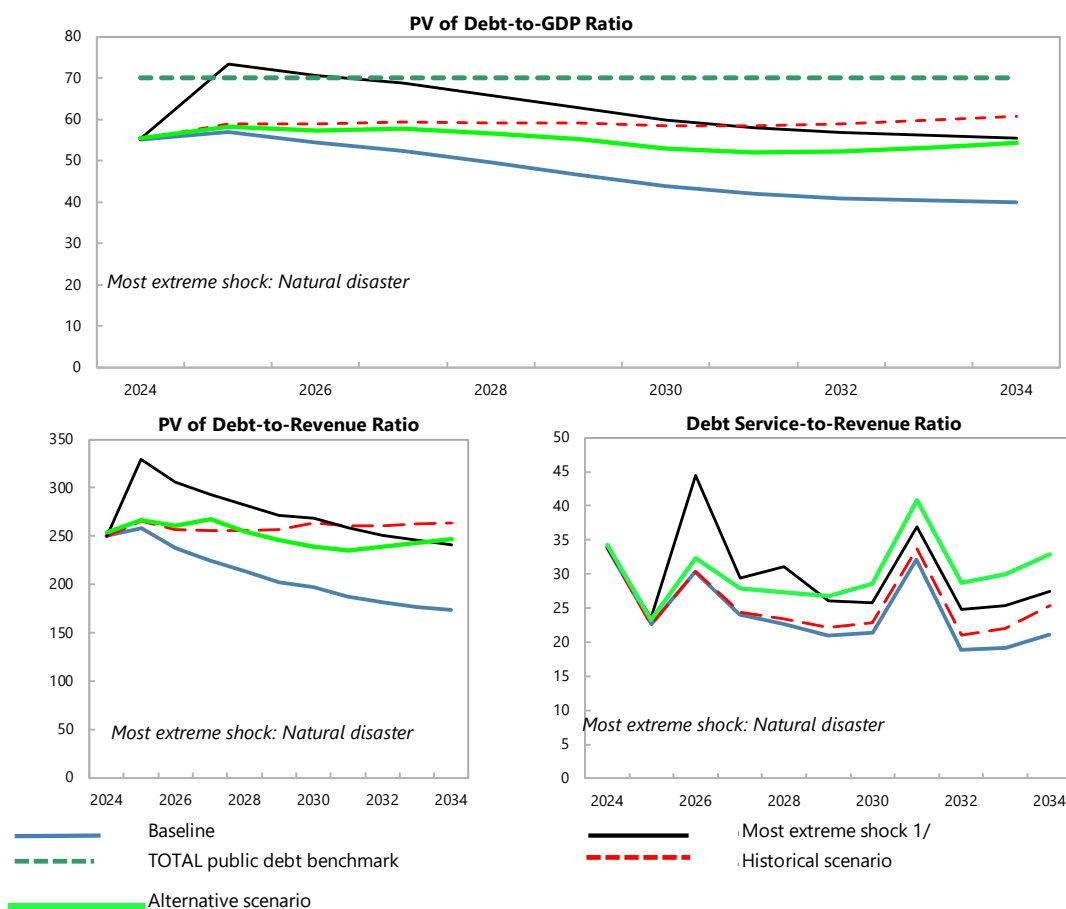 PV of Debt-to-GDP Ratio
80
70
60
50
40
30
20
10
0
Most extreme shock: Natural disaster
2024 2026 2028 2030 2032 2034
PV of Debt-to-Revenue Ratio
350
300
250
200
150
100
50
0
Most extreme shock: Natural disaster
2024 2026 2028 2030 2032 2034
Debt Service-to-Revenue Ratio
50
45
40
35
30
25
20
15
10
5
0
Most extreme shock: Natural disaster
2024 2026 2028 2030 2032 2034
Baseline
TOTAL public debt benchmark
Alternative scenario
Most extreme shock 1/
Historical scenario